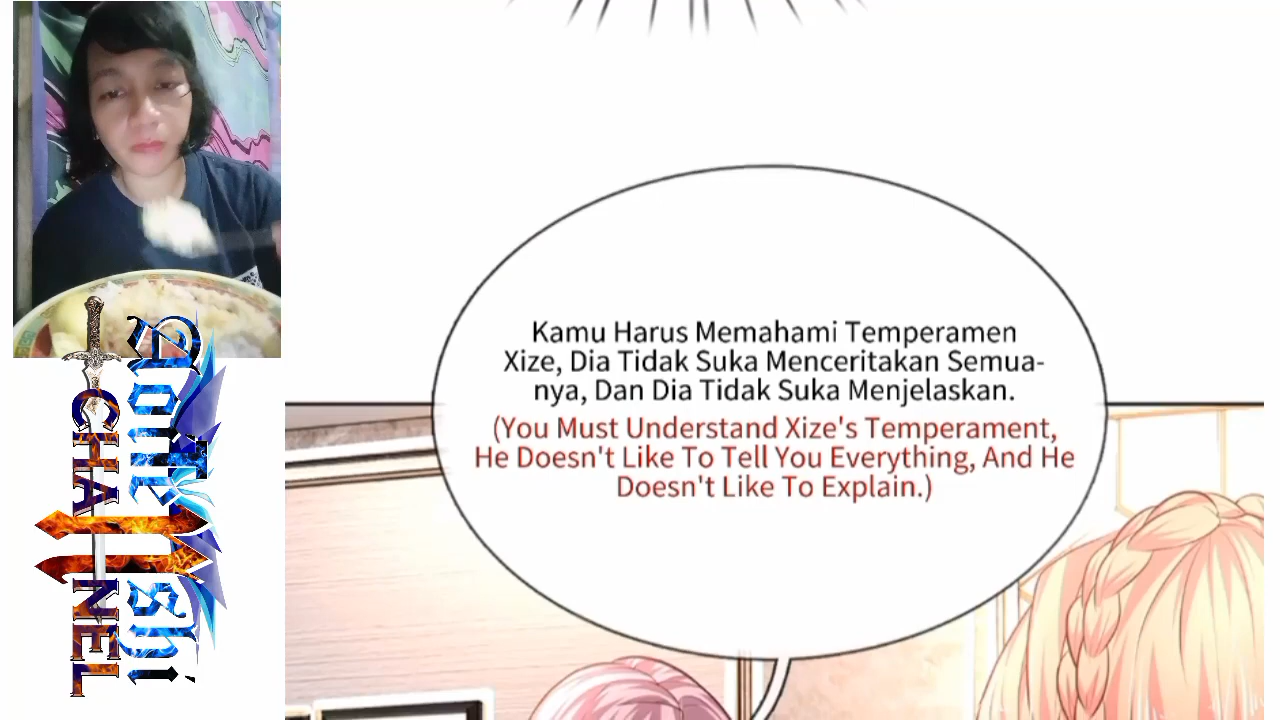 Kamu Harus Memahami Temperamen
Xize, Dia Tidak Suka Menceritakan Semua-
nya, Dan Dia Tidak Suka Menjelaskan.
(You Must Understand Xize's Temperament,
He Doesn't Like To Tell You Everything, And He
Doesn't Like To Explain.)
CHANNEL